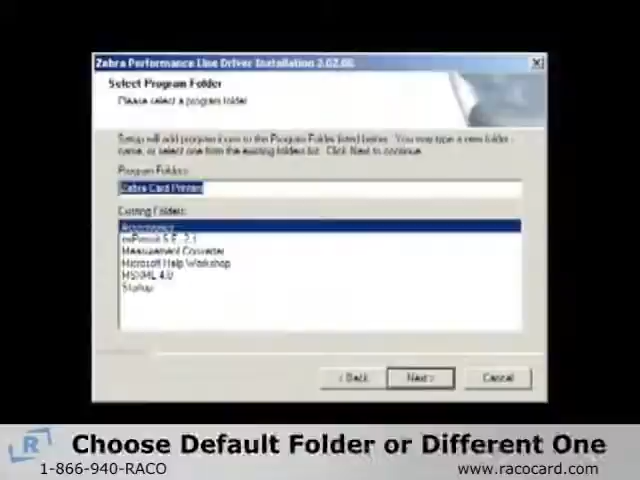 Zebra Performance Line Driver Installation 2.02.00
Select Program Folder
Please select a program folder.
Setup will add program icons to the Program Folder listed below. You may type a new folder
name, or select one from the existing folders list. Click Next to continue.
Program Folders:
Zebra Card Printers
Existing Folders:
Accessories
Measurement Converter
Microsoft Help Workshop
MSXML 4.0
Startup
< Back
Next >
Cancel
R
Choose Default Folder or Different One
1-866-940-RACO
www.racocard.com